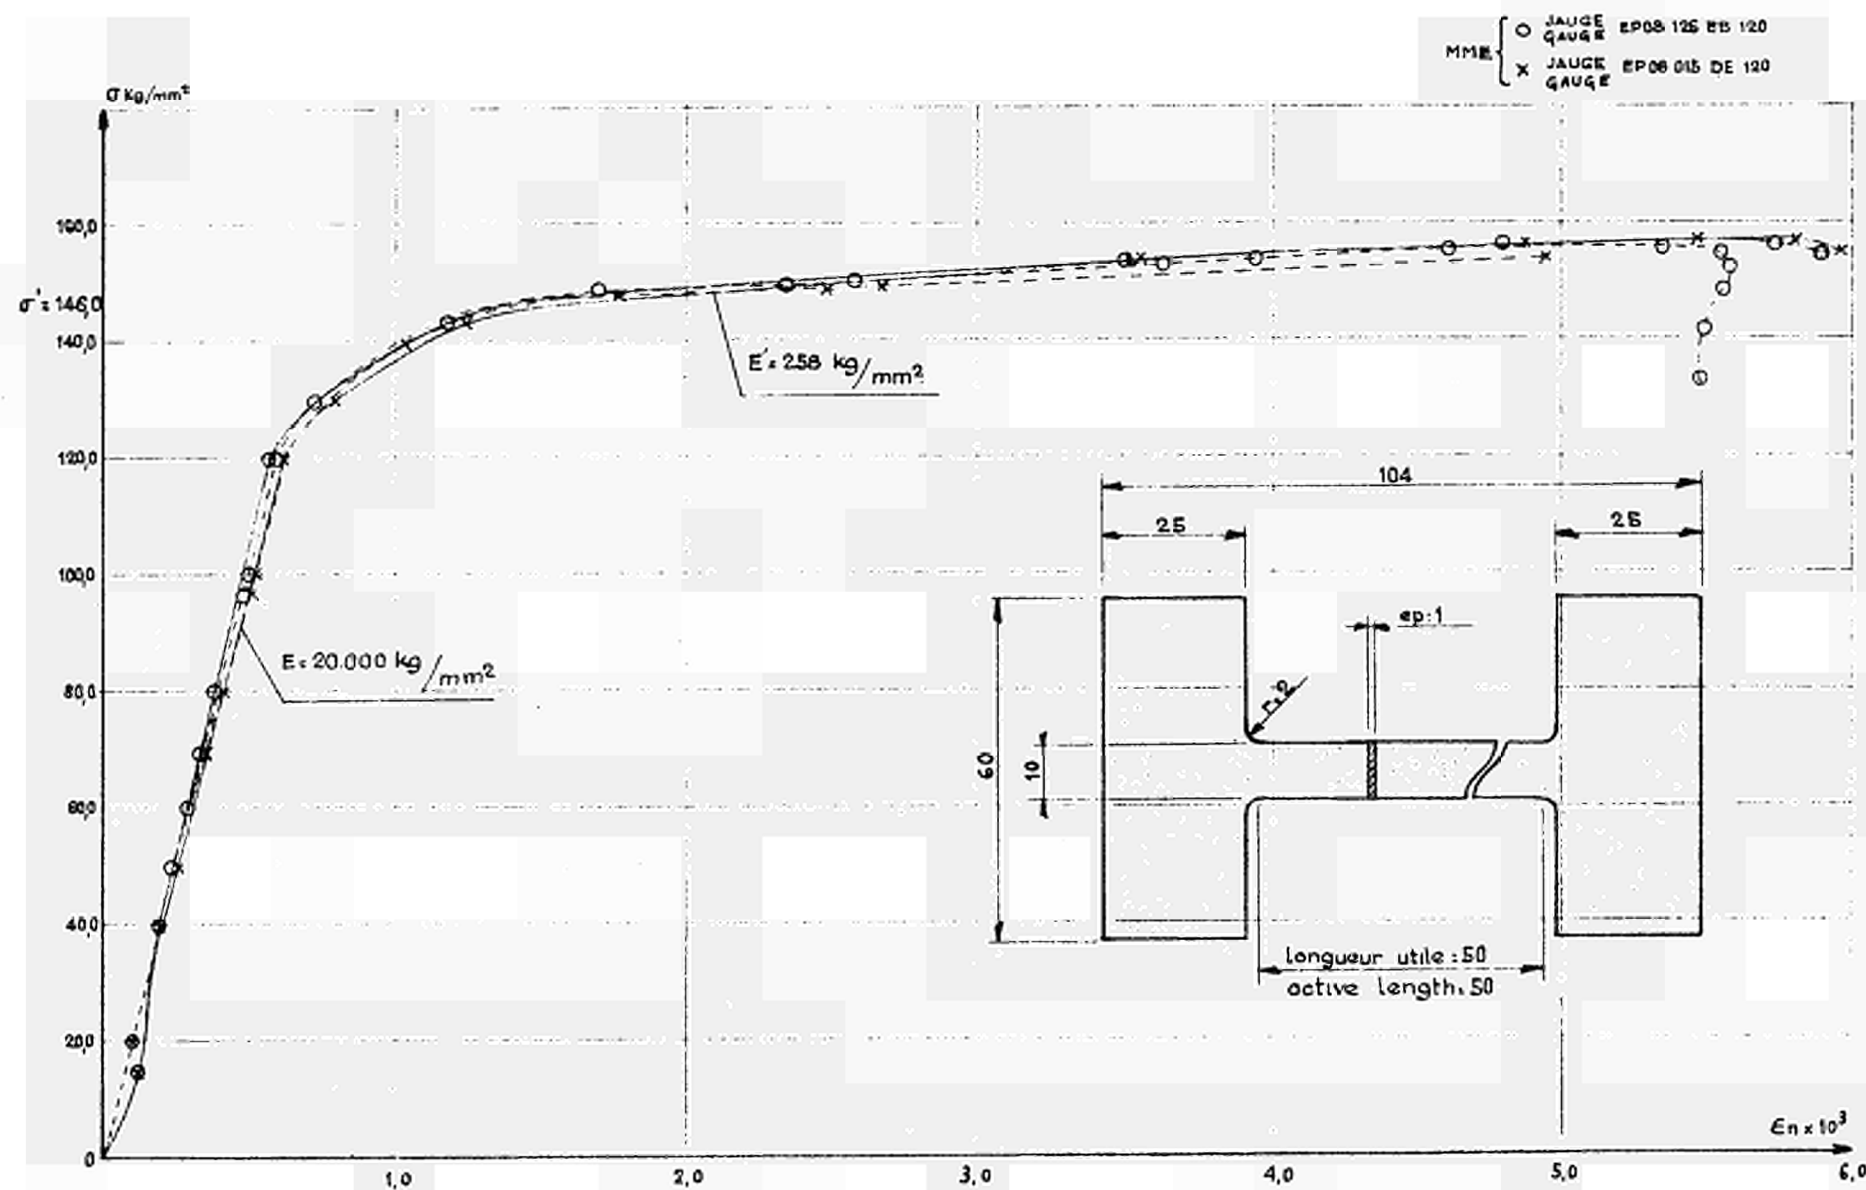 JAUGE
GAUGE EP08 125 EB 120
MME
JAUGE
GAUGE EP08 015 DE 120
σ Kg/mm²
160,0
σ' = 146,0
140,0
E' = 258 kg/mm²
120,0
104
25
25
100,0
ep:1
E = 20.000 kg/mm²
80,0
r:2
60
10
60,0
40,0
longueur utile : 50
active length: 50
20,0
εn x 10³
0
1,0
2,0
3,0
4,0
5,0
6,0